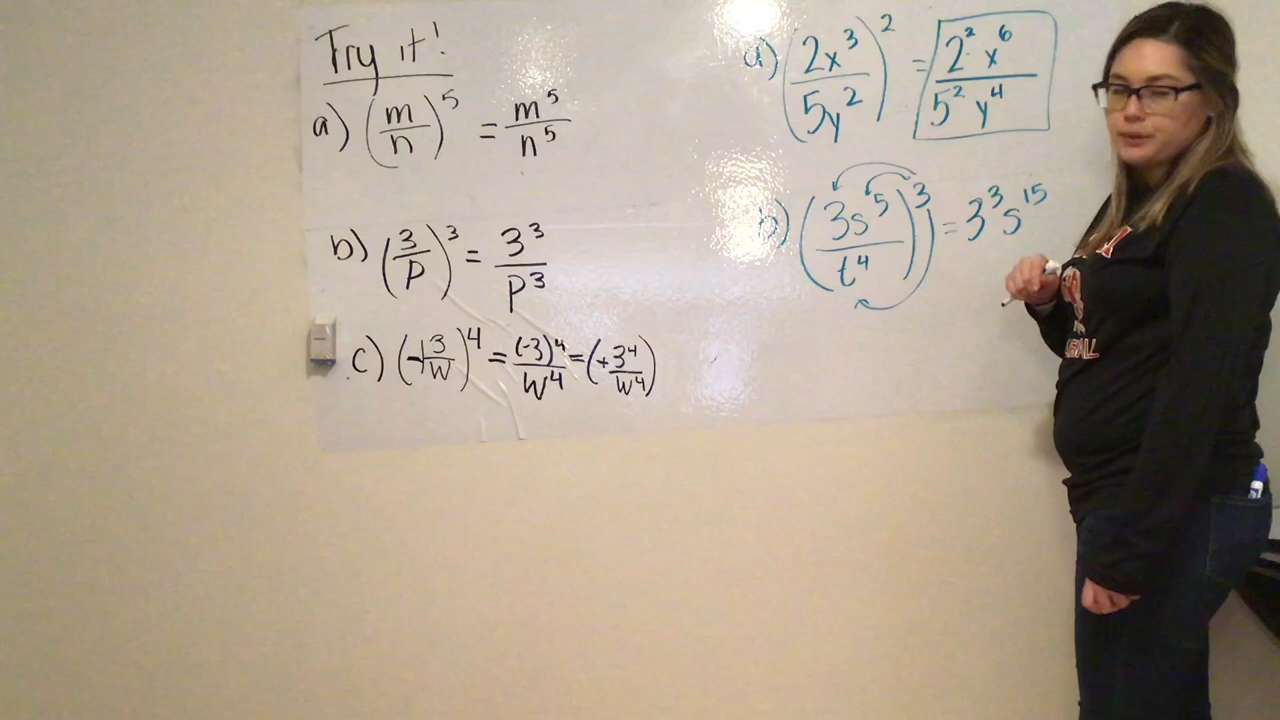 Try it!
a) (m/n)^5 = m^5/n^5
b) (3/p)^3 = 3^3/p^3
c) (-3/w)^4 = (-3)^4/w^4 = (+3^4/w^4)
a) (2x^3/5y^2)^2 = 2^2 · x^6/5^2 y^4
b) (3s^5/t^4)^3 = 3^3 s^15